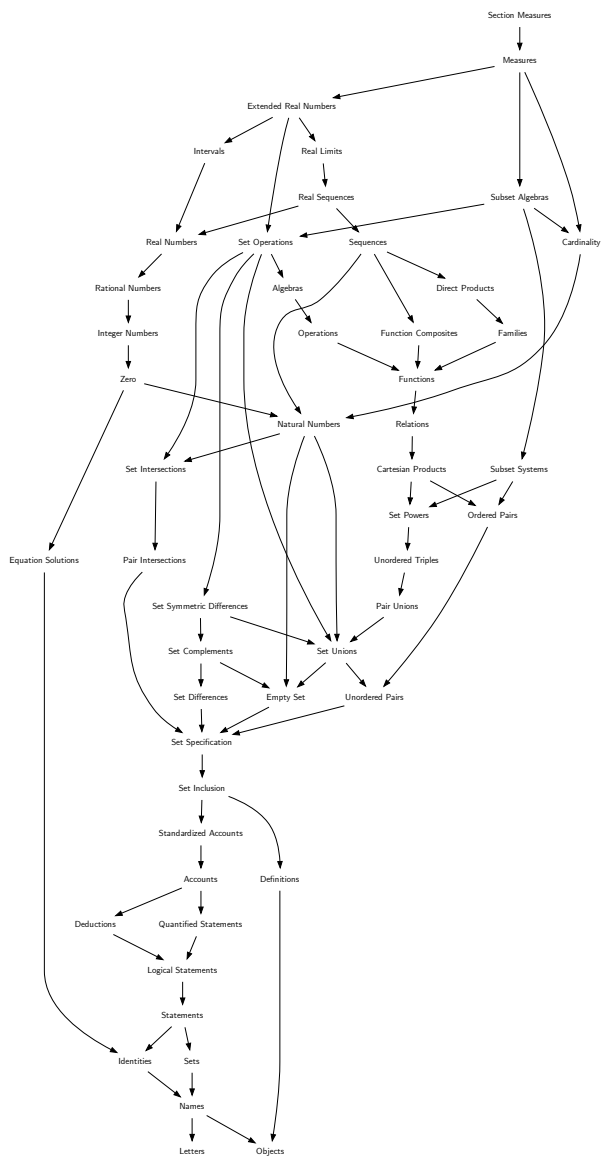 Section Measures
Measures
Extended Real Numbers
Intervals
Real Limits
Real Sequences
Subset Algebras
Real Numbers
Set Operations
Sequences
Cardinality
Rational Numbers
Algebras
Direct Products
Integer Numbers
Operations
Function Composites
Families
Zero
Functions
Natural Numbers
Relations
Set Intersections
Cartesian Products
Subset Systems
Set Powers
Ordered Pairs
Equation Solutions
Pair Intersections
Unordered Triples
Set Symmetric Differences
Pair Unions
Set Complements
Set Unions
Set Differences
Empty Set
Unordered Pairs
Set Specification
Set Inclusion
Standardized Accounts
Accounts
Definitions
Deductions
Quantified Statements
Logical Statements
Statements
Identities
Sets
Names
Letters
Objects